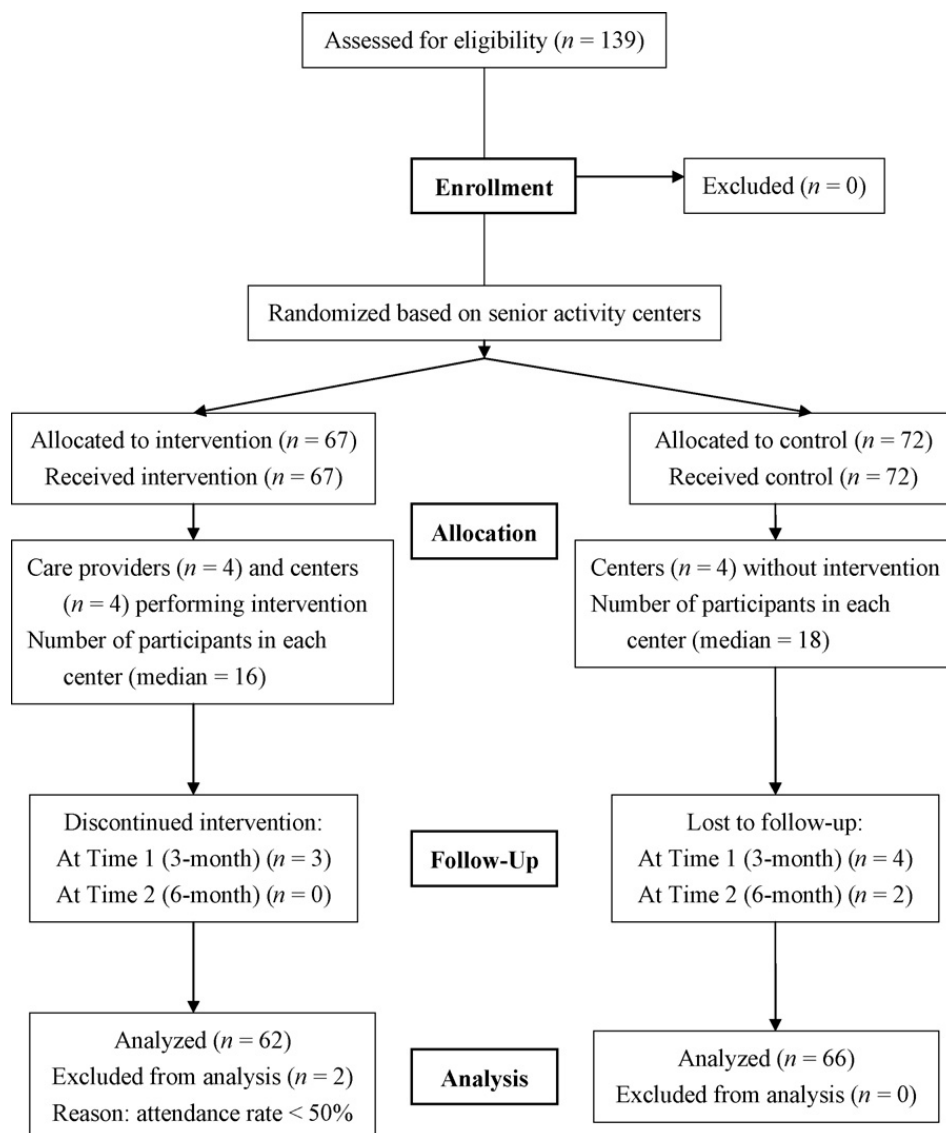 Assessed for eligibility (n = 139)
Enrollment
Excluded (n = 0)
Randomized based on senior activity centers
Allocated to intervention (n = 67)
Received intervention (n = 67)
Allocated to control (n = 72)
Received control (n = 72)
Allocation
Care providers (n = 4) and centers
(n = 4) performing intervention
Number of participants in each
center (median = 16)
Centers (n = 4) without intervention
Number of participants in each
center (median = 18)
Discontinued intervention:
At Time 1 (3-month) (n = 3)
At Time 2 (6-month) (n = 0)
Follow-Up
Lost to follow-up:
At Time 1 (3-month) (n = 4)
At Time 2 (6-month) (n = 2)
Analyzed (n = 62)
Excluded from analysis (n = 2)
Reason: attendance rate < 50%
Analysis
Analyzed (n = 66)
Excluded from analysis (n = 0)